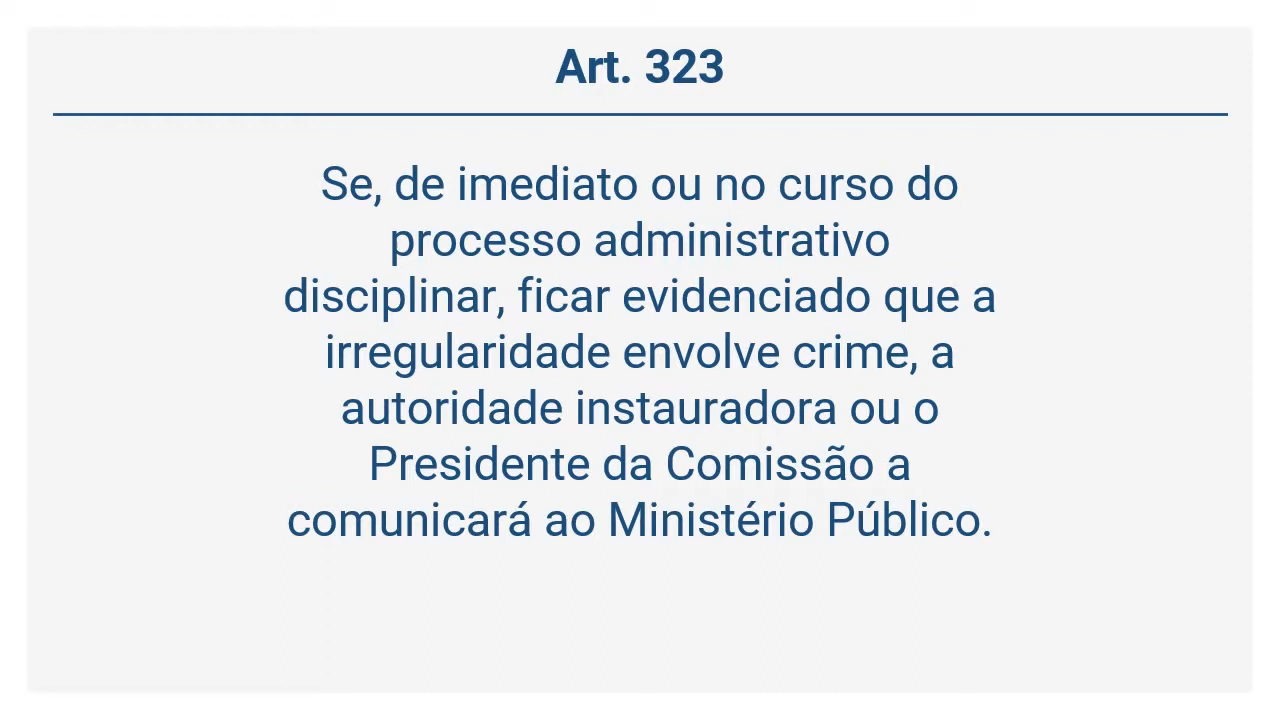 Art. 323
Se, de imediato ou no curso do
processo administrativo
disciplinar, ficar evidenciado que a
irregularidade envolve crime, a
autoridade instauradora ou o
Presidente da Comissão a
comunicará ao Ministério Público.